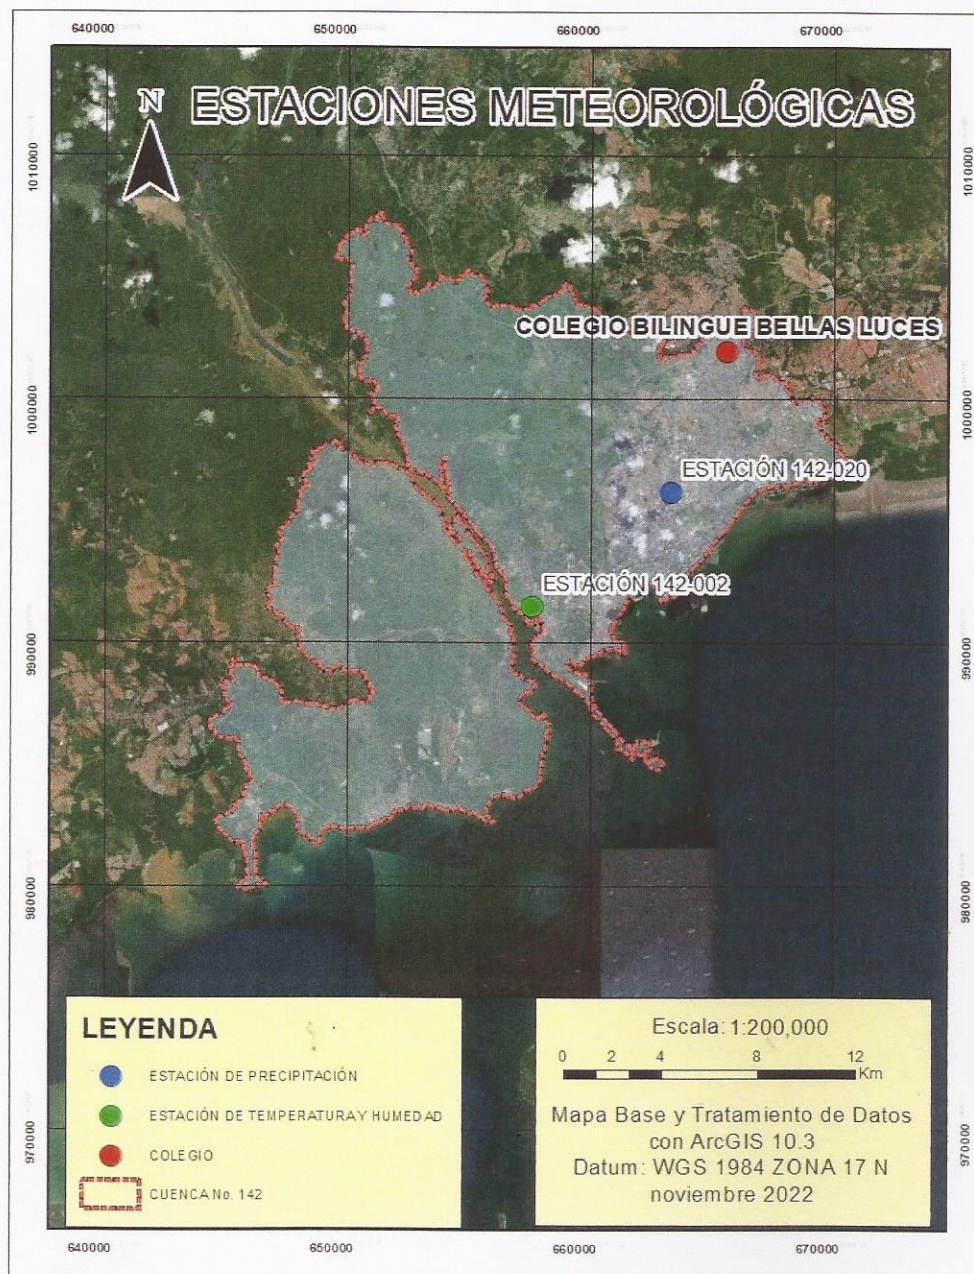 640000 650000 660000 670000
N
ESTACIONES METEOROLÓGICAS
1010000 1010000
COLEGIO BILINGUE BELLAS LUCES
1000000 1000000
ESTACIÓN 142-020
ESTACIÓN 142-002
990000 990000
980000 980000
LEYENDA
ESTACIÓN DE PRECIPITACIÓN
ESTACIÓN DE TEMPERATURA Y HUMEDAD
COLEGIO
CUENCA No. 142
Escala: 1:200,000
0 2 4 8 12
Km
Mapa Base y Tratamiento de Datos
con ArcGIS 10.3
Datum: WGS 1984 ZONA 17 N
noviembre 2022
970000 970000
640000 650000 660000 670000